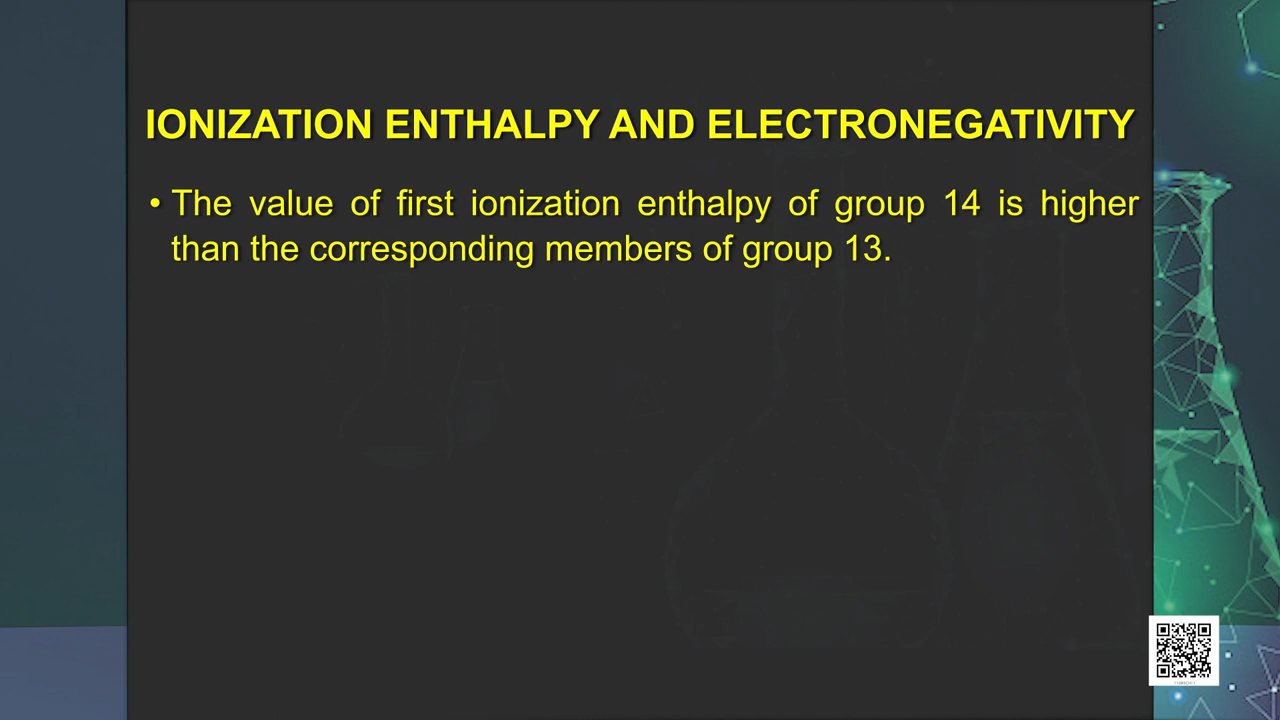 IONIZATION ENTHALPY AND ELECTRONEGATIVITY
• The value of first ionization enthalpy of group 14 is higher
than the corresponding members of group 13.